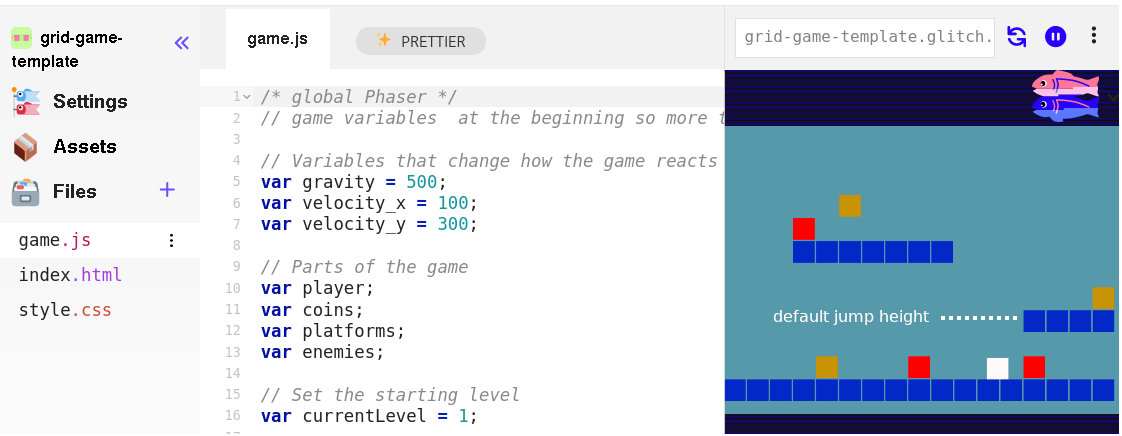 grid-game-
template
Settings
Assets
Files
game.js
index.html
style.css
game.js
PRETTIER
1 /* global Phaser */
2 // game variables  at the beginning so more t
3
4 // Variables that change how the game reacts
5 var gravity = 500;
6 var velocity_x = 100;
7 var velocity_y = 300;
8
9 // Parts of the game
10 var player;
11 var coins;
12 var platforms;
13 var enemies;
14
15 // Set the starting level
16 var currentLevel = 1;
grid-game-template.glitch.
default jump height